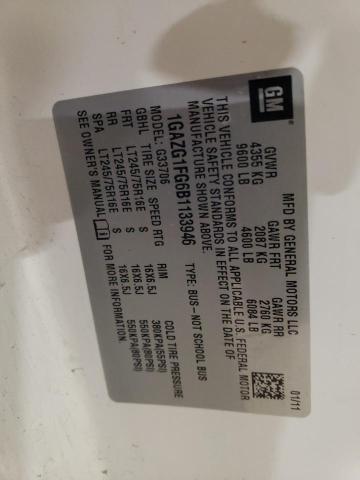 GM
MFD BY GENERAL MOTORS LLC 01/11
GVWR GAWR FRT GAWR RR
4355 KG 2087 KG 2760 KG
9600 LB 4600 LB 6084 LB
THIS VEHICLE CONFORMS TO ALL APPLICABLE U.S. FEDERAL MOTOR
VEHICLE SAFETY STANDARDS IN EFFECT ON THE DATE OF
MANUFACTURE SHOWN ABOVE.
1GAZG1FG6B1133946 TYPE: BUS-NOT SCHOOL BUS
MODEL: G33706
GBHL TIRE SIZE SPEED RTG RIM COLD TIRE PRESSURE
FRT LT245/75R16E S 16X6.5J 380KPA(55PSI)
RR LT245/75R16E S 16X6.5J 550KPA(80PSI)
SPA LT245/75R16E S 16X6.5J 550KPA(80PSI)
SEE OWNER'S MANUAL FOR MORE INFORMATION.